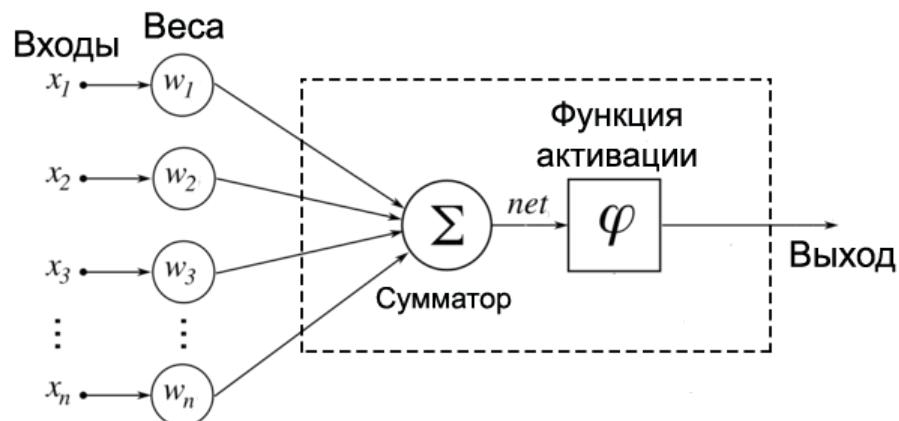 Входы
Веса
x1
w1
x2
w2
x3
w3
⋮
⋮
xn
wn
Σ
Сумматор
net
Функция
активации
φ
Выход